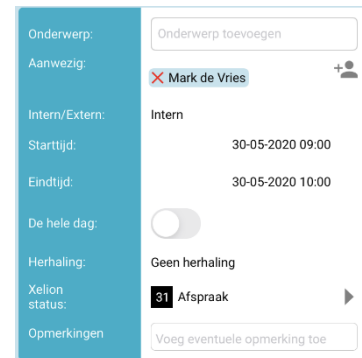 Onderwerp: Onderwerp toevoegen
Aanwezig:
Mark de Vries
Intern/Extern: Intern
Starttijd: 30-05-2020 09:00
Eindtijd: 30-05-2020 10:00
De hele dag:
Herhaling: Geen herhaling
Xelion
status: 31 Afspraak
Opmerkingen Voeg eventuele opmerking toe